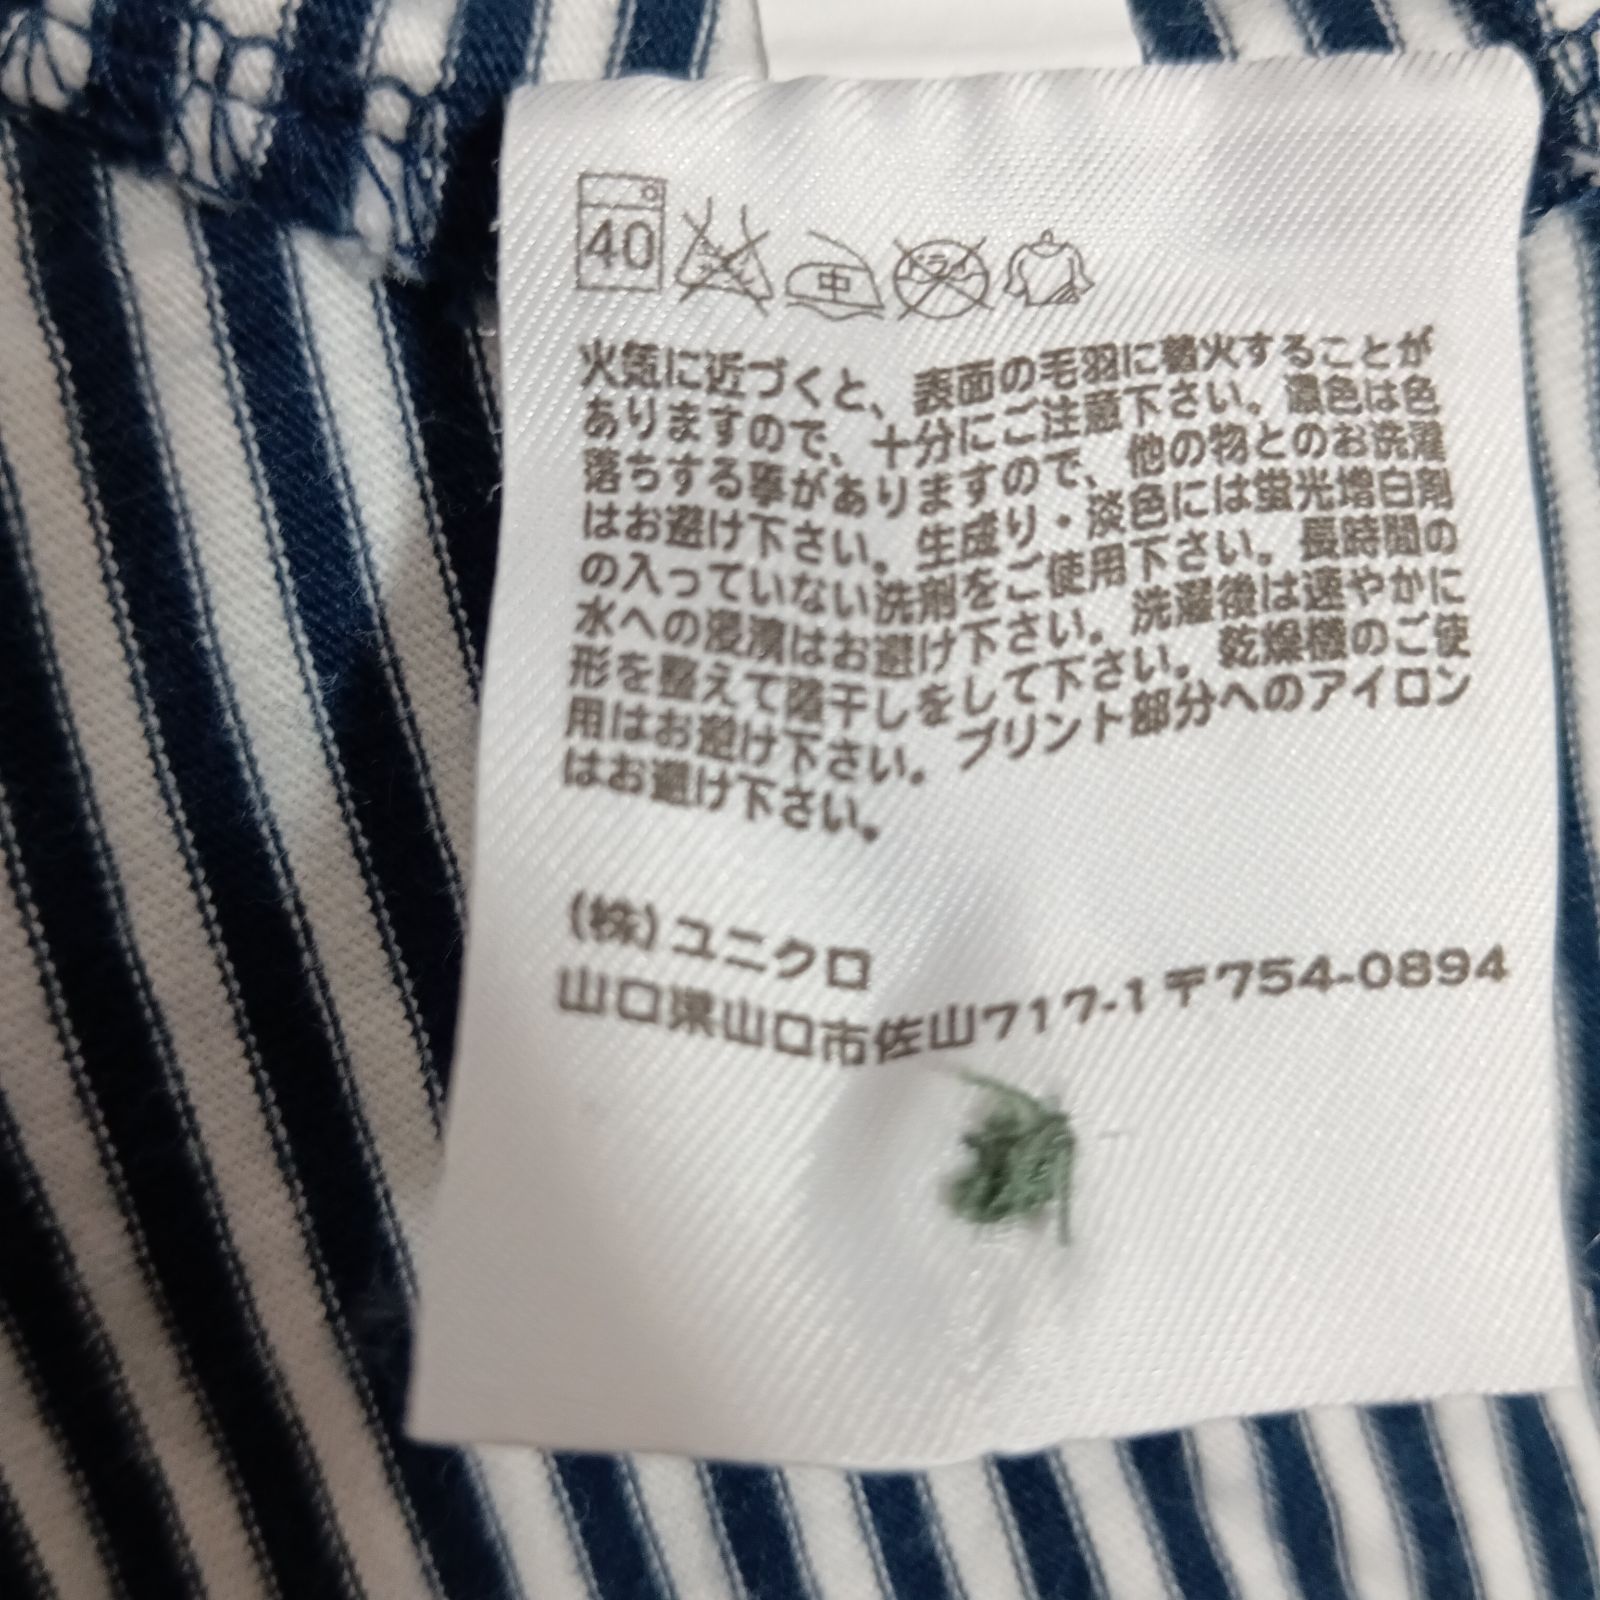 40
中
ドライ
火気に近づくと、表面の毛羽に着火することが
ありますので、十分にご注意下さい。濃色は色
落ちする事がありますので、他の物とのお洗濯
はお避け下さい。生成り・淡色には蛍光増白剤
の入っていない洗剤をご使用下さい。長時間の
水への浸漬はお避け下さい。洗濯後は速やかに
形を整えて陰干しをして下さい。乾燥機のご使
用はお避け下さい。プリント部分へのアイロン
はお避け下さい。
(株)ユニクロ
山口県山口市佐山717-1〒754-0894